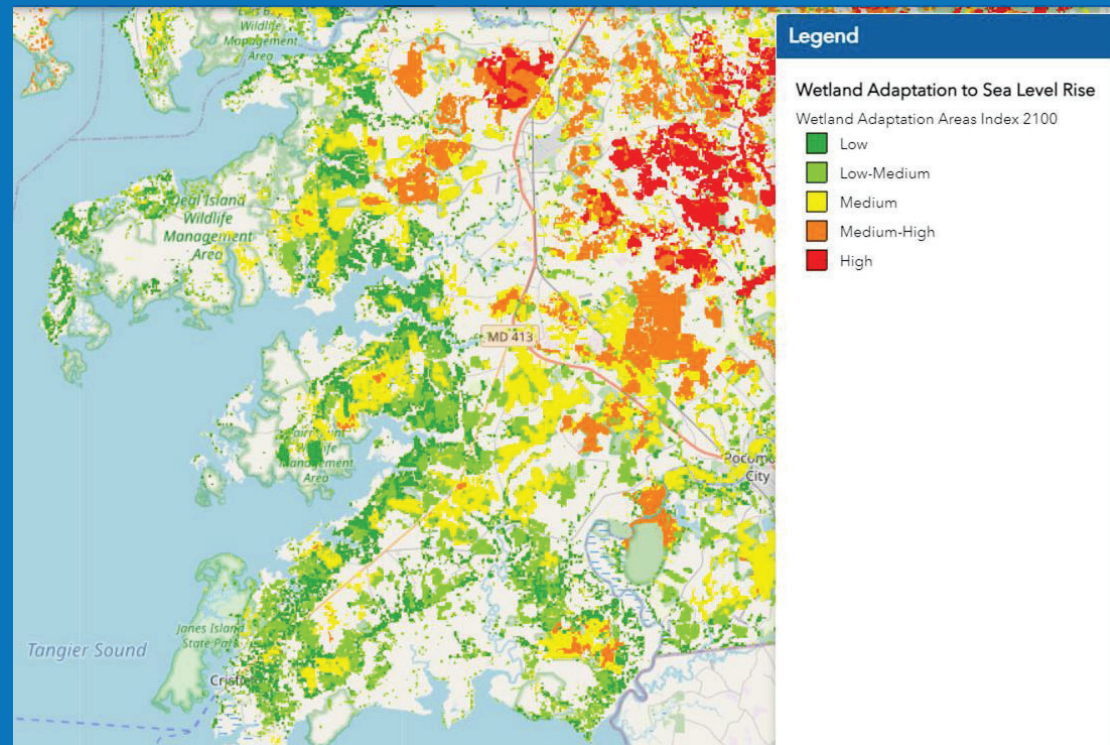 Wildlife
Management
Area
Deal Island
Wildlife
Management
Area
MD 413
Wildlife
Management
Area
City
Janes Island
State Park
Tangier Sound
Legend
Wetland Adaptation to Sea Level Rise
Wetland Adaptation Areas Index 2100
Low
Low-Medium
Medium
Medium-High
High